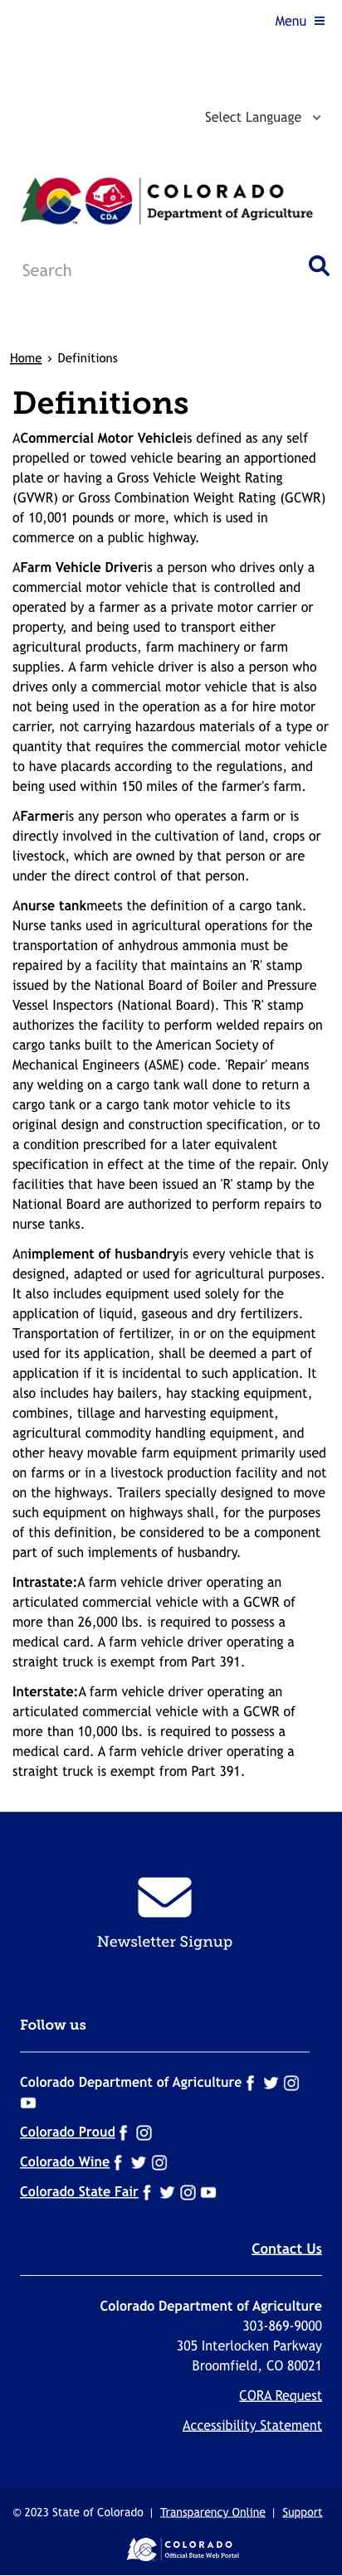 Menu
Select Language
COLORADO
CDA
Department of Agriculture
Search
Home › Definitions
Definitions
ACommercial Motor Vehicleis defined as any self
propelled or towed vehicle bearing an apportioned
plate or having a Gross Vehicle Weight Rating
(GVWR) or Gross Combination Weight Rating (GCWR)
of 10,001 pounds or more, which is used in
commerce on a public highway.
AFarm Vehicle Driveris a person who drives only a
commercial motor vehicle that is controlled and
operated by a farmer as a private motor carrier or
property, and being used to transport either
agricultural products, farm machinery or farm
supplies. A farm vehicle driver is also a person who
drives only a commercial motor vehicle that is also
not being used in the operation as a for hire motor
carrier, not carrying hazardous materials of a type or
quantity that requires the commercial motor vehicle
to have placards according to the regulations, and
being used within 150 miles of the farmer's farm.
AFarmeris any person who operates a farm or is
directly involved in the cultivation of land, crops or
livestock, which are owned by that person or are
under the direct control of that person.
Anurse tankmeets the definition of a cargo tank.
Nurse tanks used in agricultural operations for the
transportation of anhydrous ammonia must be
repaired by a facility that maintains an 'R' stamp
issued by the National Board of Boiler and Pressure
Vessel Inspectors (National Board). This 'R' stamp
authorizes the facility to perform welded repairs on
cargo tanks built to the American Society of
Mechanical Engineers (ASME) code. 'Repair' means
any welding on a cargo tank wall done to return a
cargo tank or a cargo tank motor vehicle to its
original design and construction specification, or to
a condition prescribed for a later equivalent
specification in effect at the time of the repair. Only
facilities that have been issued an 'R' stamp by the
National Board are authorized to perform repairs to
nurse tanks.
Animplement of husbandryis every vehicle that is
designed, adapted or used for agricultural purposes.
It also includes equipment used solely for the
application of liquid, gaseous and dry fertilizers.
Transportation of fertilizer, in or on the equipment
used for its application, shall be deemed a part of
application if it is incidental to such application. It
also includes hay bailers, hay stacking equipment,
combines, tillage and harvesting equipment,
agricultural commodity handling equipment, and
other heavy movable farm equipment primarily used
on farms or in a livestock production facility and not
on the highways. Trailers specially designed to move
such equipment on highways shall, for the purposes
of this definition, be considered to be a component
part of such implements of husbandry.
Intrastate:A farm vehicle driver operating an
articulated commercial vehicle with a GCWR of
more than 26,000 lbs. is required to possess a
medical card. A farm vehicle driver operating a
straight truck is exempt from Part 391.
Interstate:A farm vehicle driver operating an
articulated commercial vehicle with a GCWR of
more than 10,000 lbs. is required to possess a
medical card. A farm vehicle driver operating a
straight truck is exempt from Part 391.
Newsletter Signup
Follow us
Colorado Department of Agriculture
Colorado Proud
Colorado Wine
Colorado State Fair
Contact Us
Colorado Department of Agriculture
303-869-9000
305 Interlocken Parkway
Broomfield, CO 80021
CORA Request
Accessibility Statement
© 2023 State of Colorado | Transparency Online | Support
COLORADO
Official State Web Portal